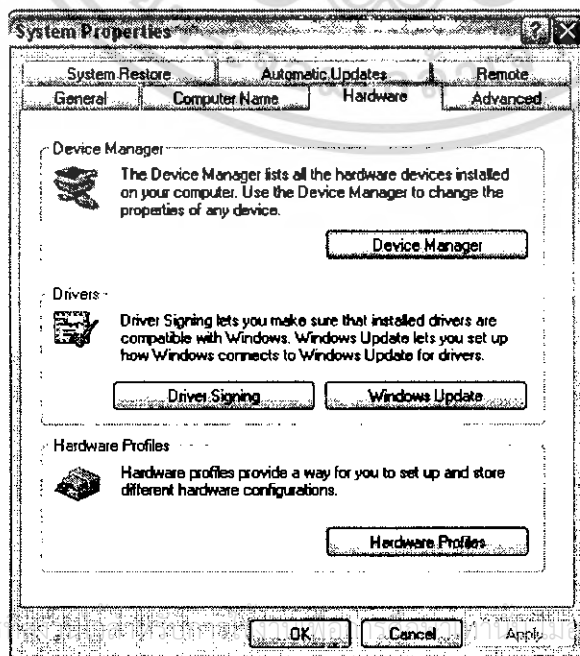 System Properties
System Restore Automatic Updates Remote
General Computer Name Hardware Advanced
Device Manager
The Device Manager lists all the hardware devices installed
on your computer. Use the Device Manager to change the
properties of any device.
Device Manager
Drivers
Driver Signing lets you make sure that installed drivers are
compatible with Windows. Windows Update lets you set up
how Windows connects to Windows Update for drivers.
Driver Signing Windows Update
Hardware Profiles
Hardware profiles provide a way for you to set up and store
different hardware configurations.
Hardware Profiles
OK Cancel Apply